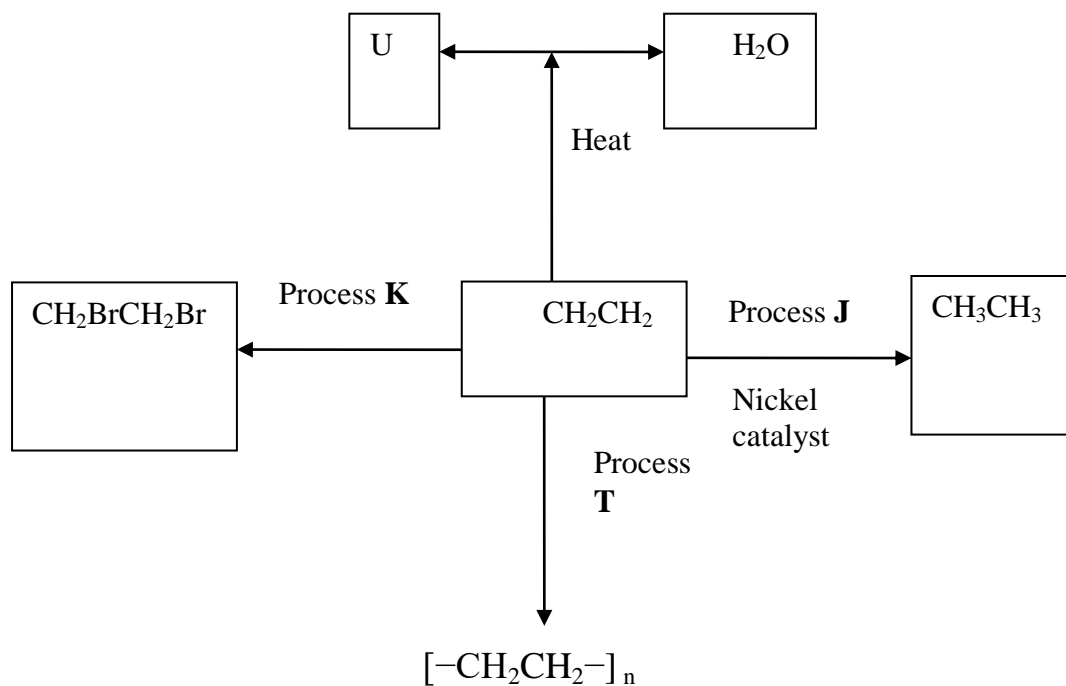 U
H₂O
Heat
Process K
CH₂BrCH₂Br
CH₂CH₂
Process J
CH₃CH₃
Nickel
catalyst
Process
T
[−CH₂CH₂−] n